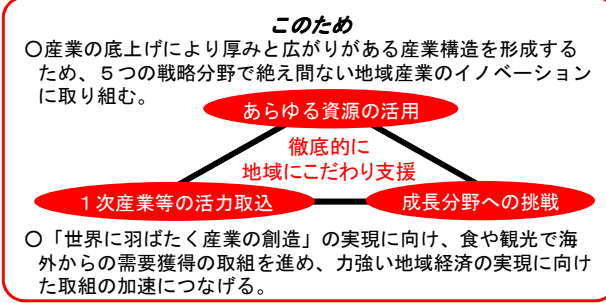 このため
○産業の底上げにより厚みと広がりがある産業構造を形成する
ため、５つの戦略分野で絶え間ない地域産業のイノベーション
に取り組む。
あらゆる資源の活用
徹底的に
地域にこだわり支援
１次産業等の活力取込
成長分野への挑戦
○「世界に羽ばたく産業の創造」の実現に向け、食や観光で海
外からの需要獲得の取組を進め、力強い地域経済の実現に向け
た取組の加速につなげる。